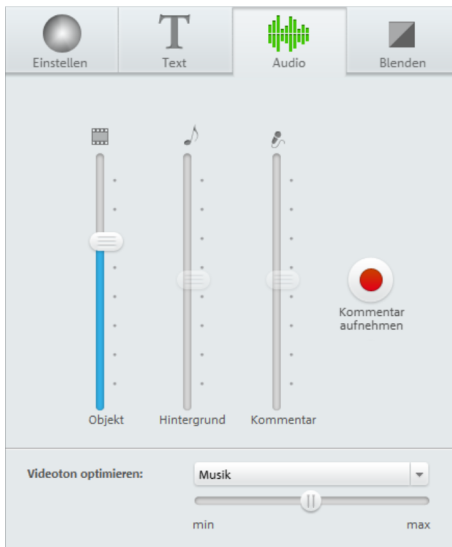 Einstellen
Text
Audio
Blenden
Kommentar
aufnehmen
Objekt
Hintergrund
Kommentar
Videoton optimieren:
Musik
min
max